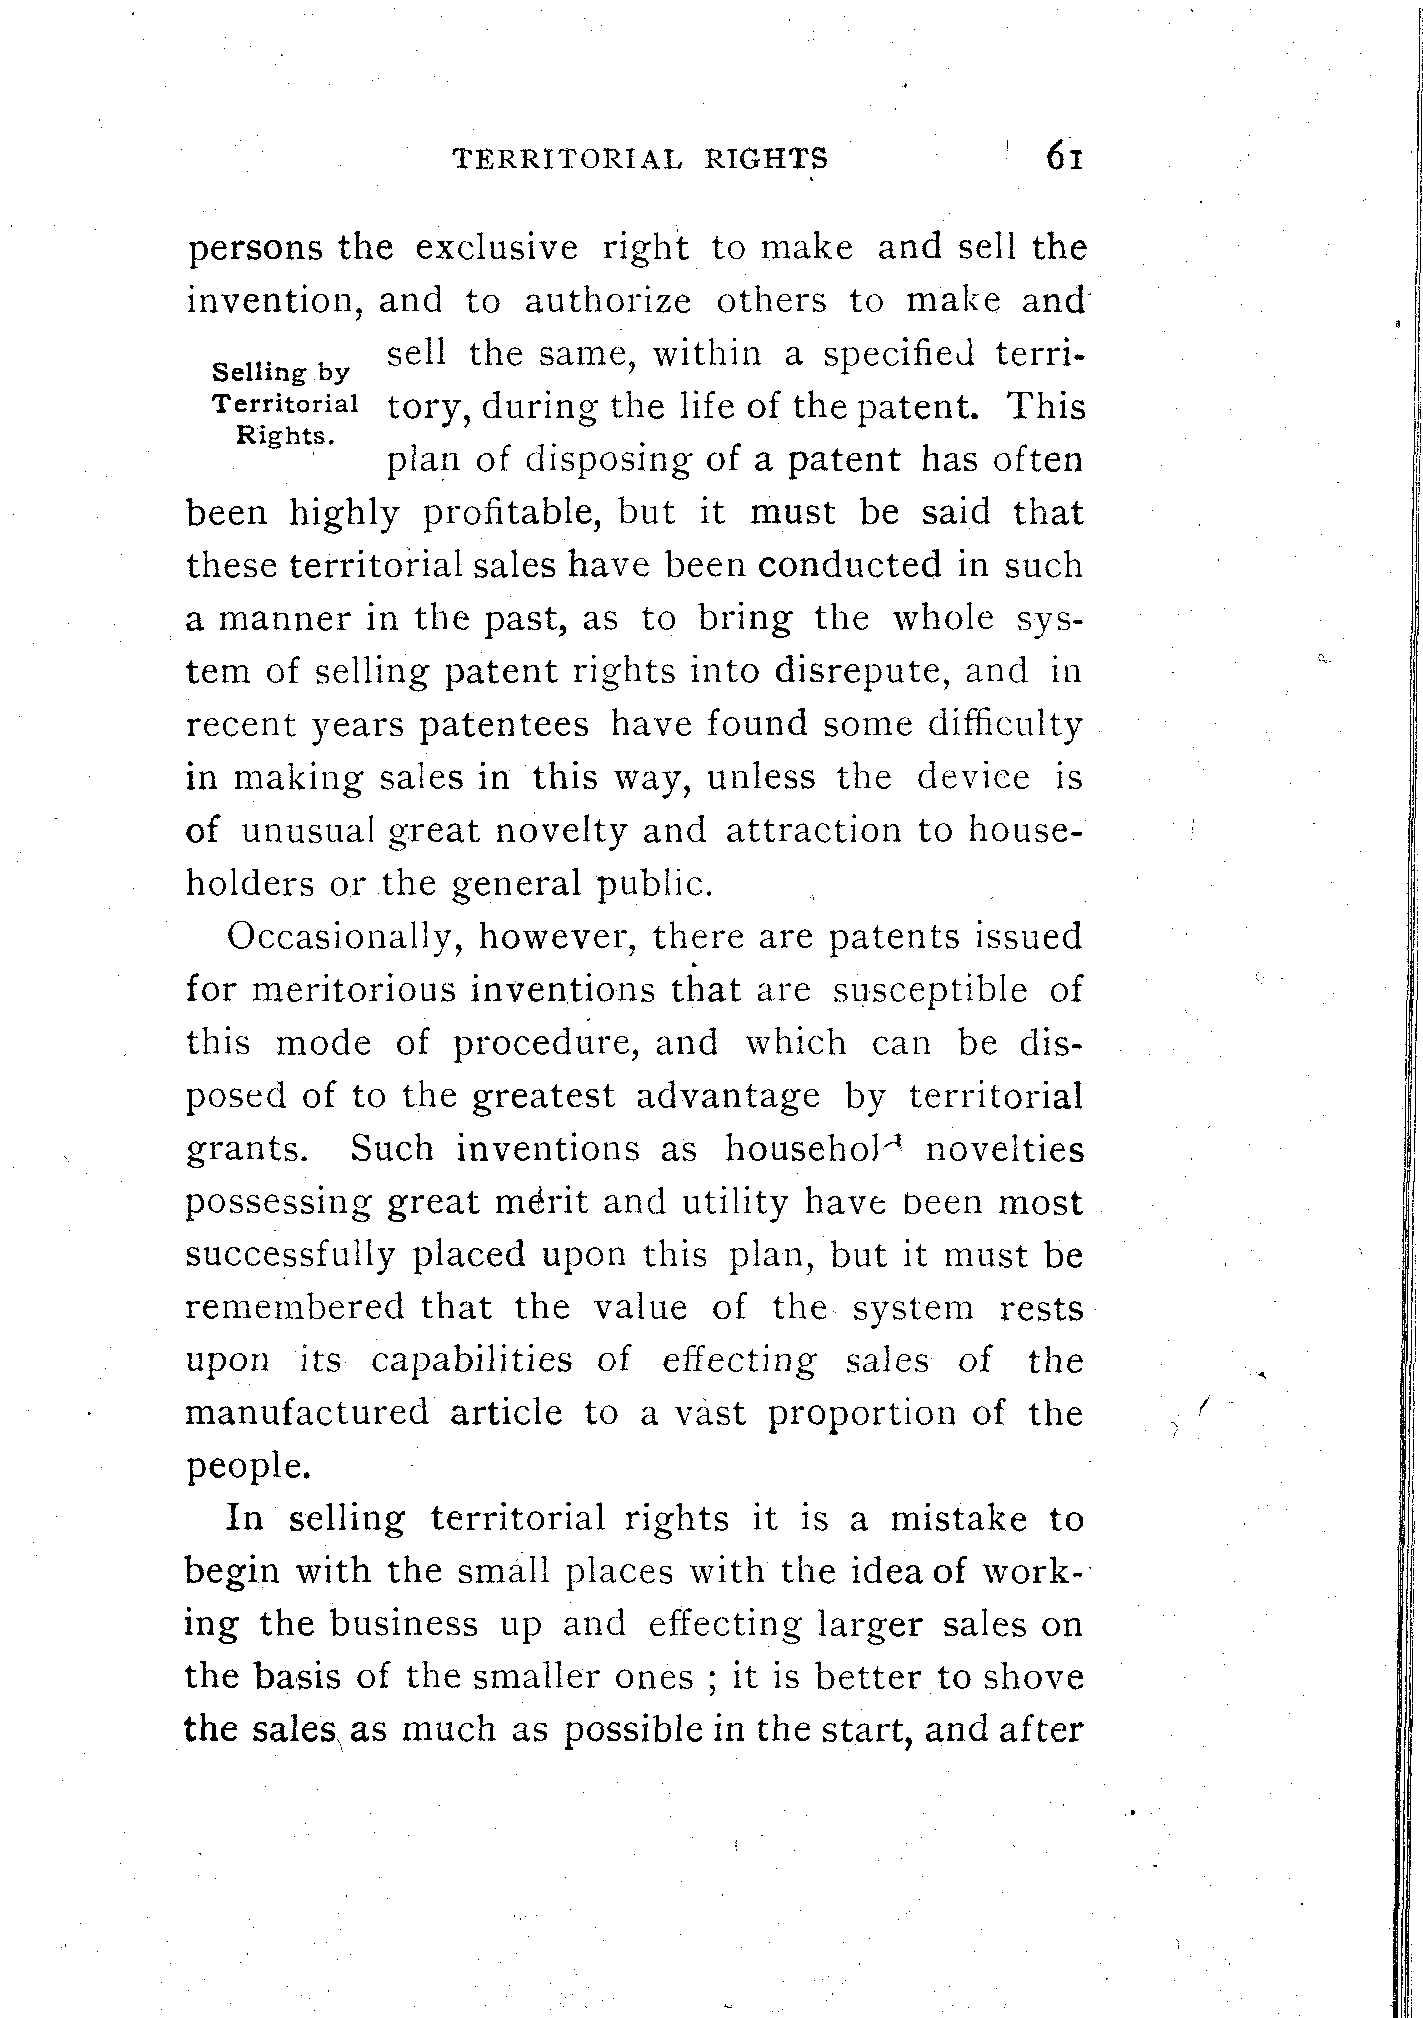 TERRITORIAL RIGHTS 61
persons the exclusive right to make and sell the
invention, and to authorize others to make and
Selling by
Territorial
Rights.
sell the same, within a specified terri-
tory, during the life of the patent. This
plan of disposing of a patent has often
been highly profitable, but it must be said that
these territorial sales have been conducted in such
a manner in the past, as to bring the whole sys-
tem of selling patent rights into disrepute, and in
recent years patentees have found some difficulty
in making sales in this way, unless the device is
of unusual great novelty and attraction to house-
holders or the general public.
Occasionally, however, there are patents issued
for meritorious inventions that are susceptible of
this mode of procedure, and which can be dis-
posed of to the greatest advantage by territorial
grants. Such inventions as household novelties
possessing great merit and utility have been most
successfully placed upon this plan, but it must be
remembered that the value of the system rests
upon its capabilities of effecting sales of the
manufactured article to a vast proportion of the
people.
In selling territorial rights it is a mistake to
begin with the small places with the idea of work-
ing the business up and effecting larger sales on
the basis of the smaller ones ; it is better to shove
the sales as much as possible in the start, and after